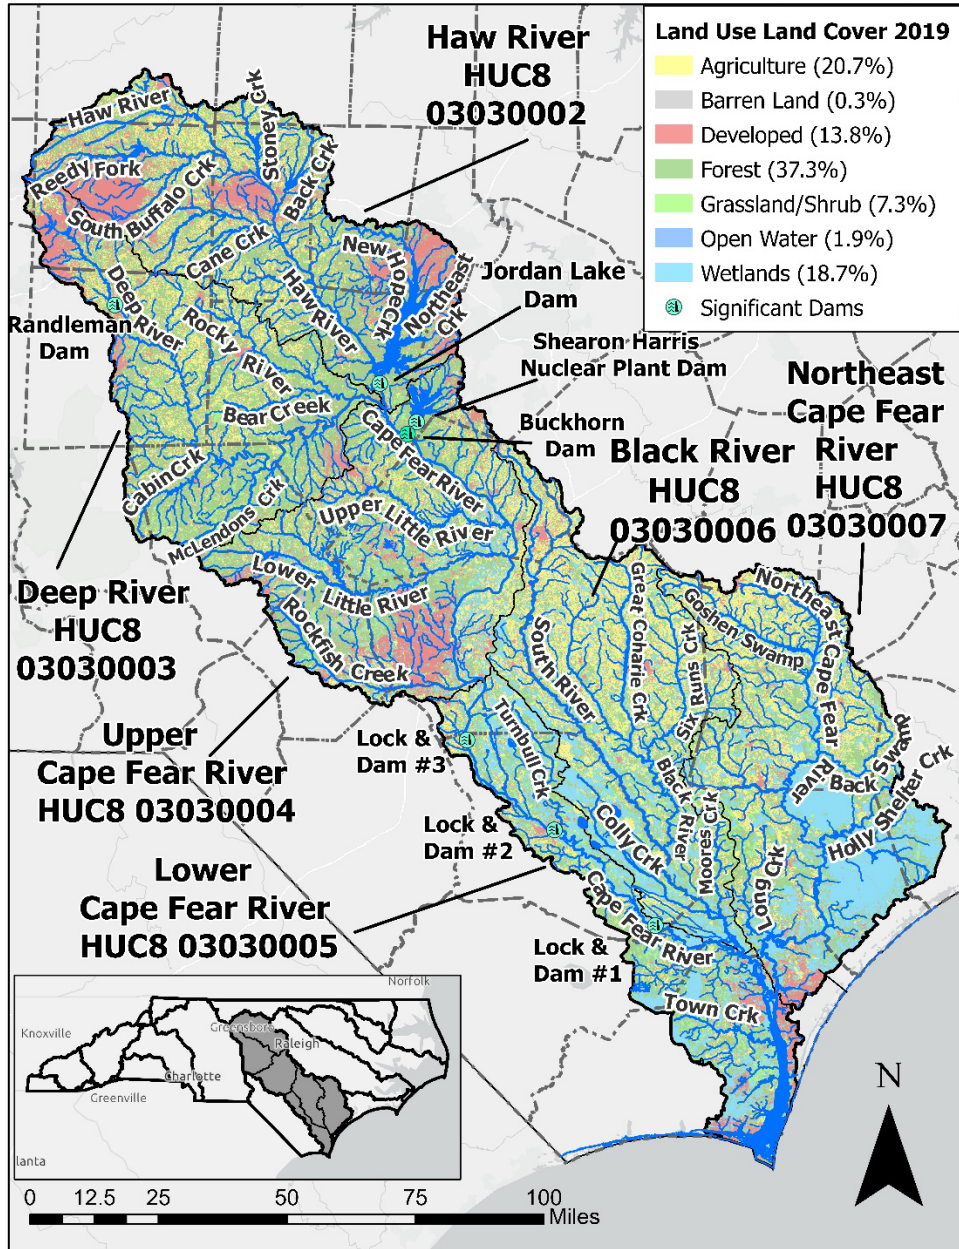 Haw River
HUC8
03030002
Land Use Land Cover 2019
Agriculture (20.7%)
Barren Land (0.3%)
Developed (13.8%)
Forest (37.3%)
Grassland/Shrub (7.3%)
Open Water (1.9%)
Wetlands (18.7%)
Significant Dams
Haw River
Stoney Crk
Reedy Fork
Back Crk
South Buffalo Crk
Cane Crk
New Hope Crk
Northeast Crk
Jordan Lake
Dam
Deep River
Haw River
Randleman
Dam
Rocky River
Shearon Harris
Nuclear Plant Dam
Bear Creek
Buckhorn
Dam
Cape Fear River
Northeast
Cape Fear
River
HUC8
03030007
Black River
HUC8
03030006
Cabin Crk
McLendons Crk
Upper Little River
Lower Little River
Deep River
HUC8
03030003
Rockfish Creek
South River
Great Coharie Crk
Six Runs Crk
Goshen Swamp
Northeast Cape Fear River
Upper
Cape Fear River
HUC8 03030004
Lock &
Dam #3
Turnbull Crk
Black River
Moores Crk
Back Swamp
Holly Shelter Crk
Lock &
Dam #2
Colly Crk
Long Crk
Lower
Cape Fear River
HUC8 03030005
Cape Fear River
Lock &
Dam #1
Town Crk
Norfolk
Knoxville
Greensboro
Raleigh
Charlotte
Greenville
lanta
N
0 12.5 25 50 75 100
Miles